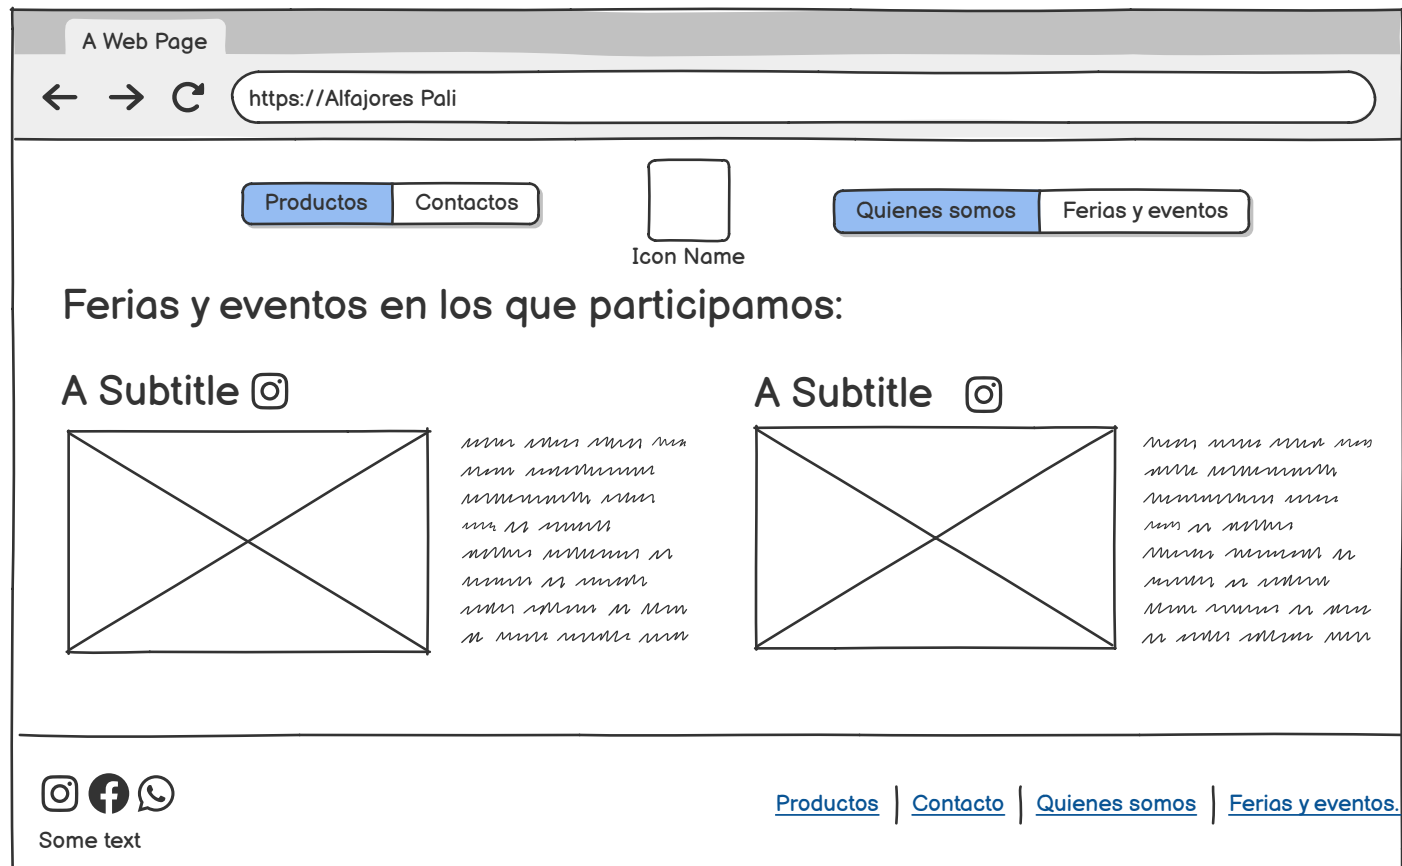 A Web Page
https://Alfajores Pali
Productos Contactos
Quienes somos Ferias y eventos
Icon Name
Ferias y eventos en los que participamos:
A Subtitle
A Subtitle
Productos Contacto Quienes somos Ferias y eventos.
Some text